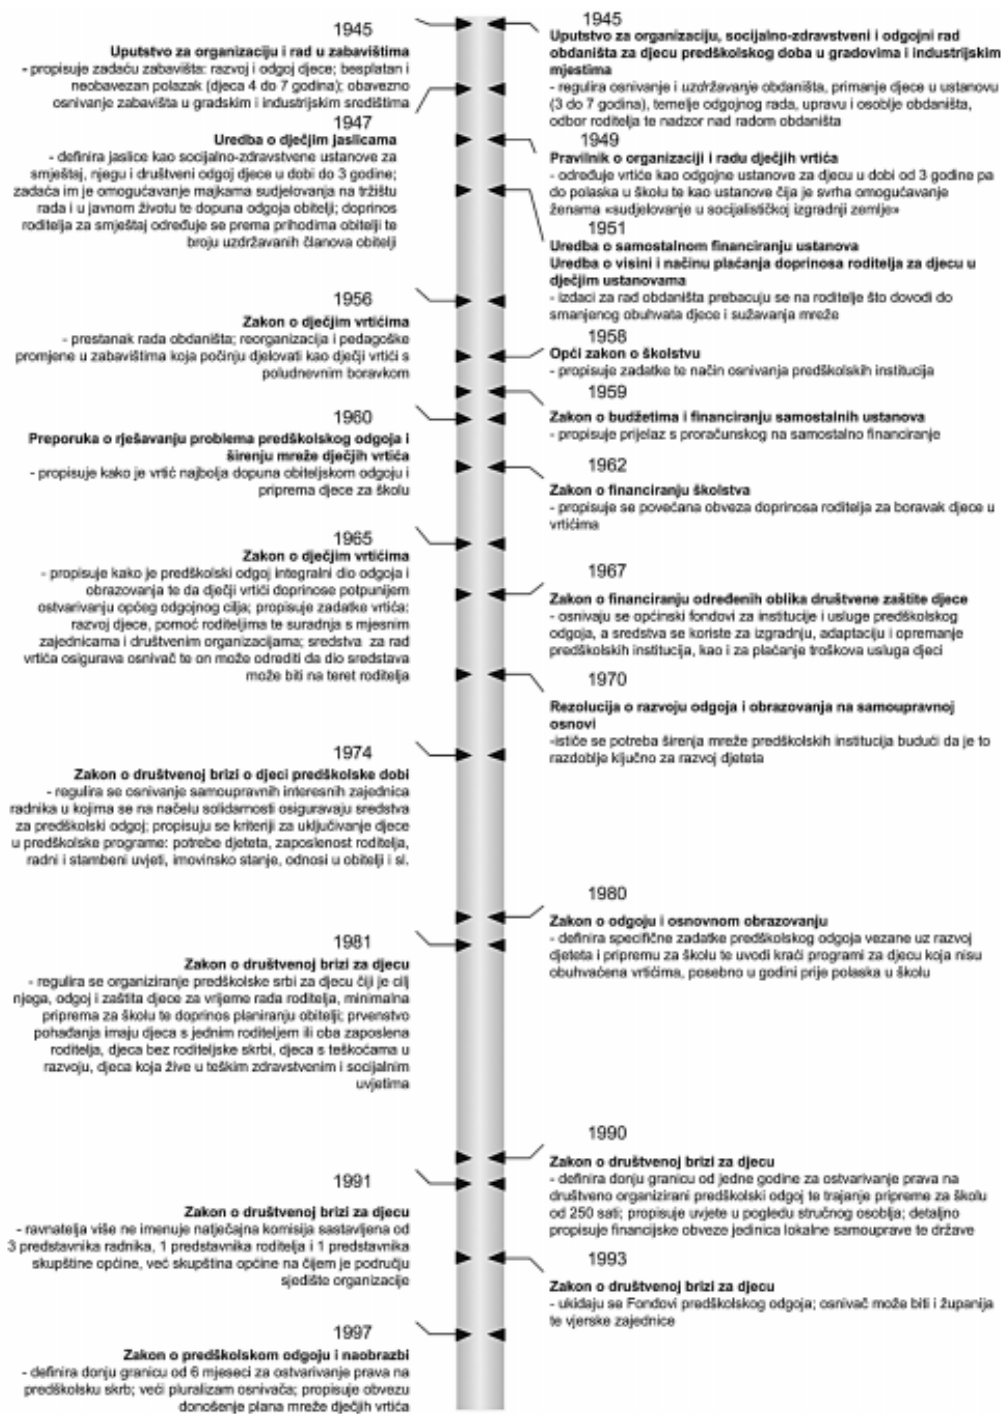 1945
Uputstvo za organizaciju i rad u zabavištima
- propisuje zadaću zabavišta: razvoj i odgoj djece; besplatan i
neobavezan polazak (djeca 4 do 7 godina); obavezno
osnivanje zabavišta u gradskim i industrijskim središtima
1945
Uputstvo za organizaciju, socijalno-zdravstveni i odgojni rad
obdaništa za djecu predškolskog doba u gradovima i industrijskim
mjestima
- regulira osnivanje i uzdržavanje obdaništa, primanje djece u ustanovu
(3 do 7 godina), temelje odgojnog rada, upravu i osoblje obdaništa,
odbor roditelja te nadzor nad radom obdaništa
1947
Uredba o dječjim jaslicama
- definira jaslice kao socijalno-zdravstvene ustanove za
smještaj, njegu i društveni odgoj djece u dobi do 3 godine;
zadaća im je omogućavanje majkama sudjelovanja na tržištu
rada i u javnom životu te dopuna odgoja obitelji; doprinos
roditelja za smještaj određuje se prema prihodima obitelji te
broju uzdržavanih članova obitelji
1949
Pravilnik o organizaciji i radu dječjih vrtića
- određuje vrtiće kao odgojne ustanove za djecu u dobi od 3 godine pa
do polaska u školu te kao ustanove čija je svrha omogućavanje
ženama «sudjelovanje u socijalističkoj izgradnji zemlje»
1951
Uredba o samostalnom financiranju ustanova
Uredba o visini i načinu plaćanja doprinosa roditelja za djecu u
dječjim ustanovama
- izdaci za rad obdaništa prebacuju se na roditelje što dovodi do
smanjenog obuhvata djece i sužavanja mreže
1956
Zakon o dječjim vrtićima
- prestanak rada obdaništa; reorganizacija i pedagoške
promjene u zabavištima koja počinju djelovati kao dječji vrtići s
poludnevnim boravkom
1958
Opći zakon o školstvu
- propisuje zadatke te način osnivanja predškolskih institucija
1959
Zakon o budžetima i financiranju samostalnih ustanova
- propisuje prijelaz s proračunskog na samostalno financiranje
1960
Preporuka o rješavanju problema predškolskog odgoja i
širenju mreže dječjih vrtića
- propisuje kako je vrtić najbolja dopuna obiteljskom odgoju i
priprema djece za školu
1962
Zakon o financiranju školstva
- propisuje se povećana obveza doprinosa roditelja za boravak djece u
vrtićima
1965
Zakon o dječjim vrtićima
- propisuje kako je predškolski odgoj integralni dio odgoja i
obrazovanja te da dječji vrtići doprinose potpunijem
ostvarivanju općeg odgojnog cilja; propisuje zadatke vrtića:
razvoj djece, pomoć roditeljima te suradnja s mjesnim
zajednicama i društvenim organizacijama; sredstva za rad
vrtića osigurava osnivač te on može odrediti da dio sredstava
može biti na teret roditelja
1967
Zakon o financiranju određenih oblika društvene zaštite djece
- osnivaju se općinski fondovi za institucije i usluge predškolskog
odgoja, a sredstva se koriste za izgradnju, adaptaciju i opremanje
predškolskih institucija, kao i za plaćanje troškova usluga djeci
1970
Rezolucija o razvoju odgoja i obrazovanja na samoupravnoj
osnovi
-ističe se potreba širenja mreže predškolskih institucija budući da je to
razdoblje ključno za razvoj djeteta
1974
Zakon o društvenoj brizi o djeci predškolske dobi
- regulira se osnivanje samoupravnih interesnih zajednica
radnika u kojima se na načelu solidarnosti osiguravaju sredstva
za predškolski odgoj; propisuju se kriteriji za uključivanje djece
u predškolske programe: potrebe djeteta, zaposlenost roditelja,
radni i stambeni uvjeti, imovinsko stanje, odnosi u obitelji i sl.
1980
Zakon o odgoju i osnovnom obrazovanju
- definira specifične zadatke predškolskog odgoja vezane uz razvoj
djeteta i pripremu za školu te uvodi kraći programi za djecu koja nisu
obuhvaćena vrtićima, posebno u godini prije polaska u školu
1981
Zakon o društvenoj brizi za djecu
- regulira se organiziranje predškolske srbi za djecu čiji je cilj
njega, odgoj i zaštita djece za vrijeme rada roditelja, minimalna
priprema za školu te doprinos planiranju obitelji; prvenstvo
pohađanja imaju djeca s jednim roditeljem ili oba zaposlena
roditelja, djeca bez roditeljske skrbi, djeca s teškoćama u
razvoju, djeca koja žive u teškim zdravstvenim i socijalnim
uvjetima
1990
Zakon o društvenoj brizi za djecu
- definira donju granicu od jedne godine za ostvarivanje prava na
društveno organizirani predškolski odgoj te trajanje pripreme za školu
od 250 sati; propisuje uvjete u pogledu stručnog osoblja; detaljno
propisuje financijske obveze jedinica lokalne samouprave te države
1991
Zakon o društvenoj brizi za djecu
- ravnatelja više ne imenuje natječajna komisija sastavljena od
3 predstavnika radnika, 1 predstavnika roditelja i 1 predstavnika
skupštine općine, već skupština općine na čijem je području
sjedište organizacije
1993
Zakon o društvenoj brizi za djecu
- ukidaju se Fondovi predškolskog odgoja; osnivač može biti i županija
te vjerske zajednice
1997
Zakon o predškolskom odgoju i naobrazbi
- definira donju granicu od 6 mjeseci za ostvarivanje prava na
predškolsku skrb; veći pluralizam osnivača; propisuje obvezu
donošenje plana mreže dječjih vrtića